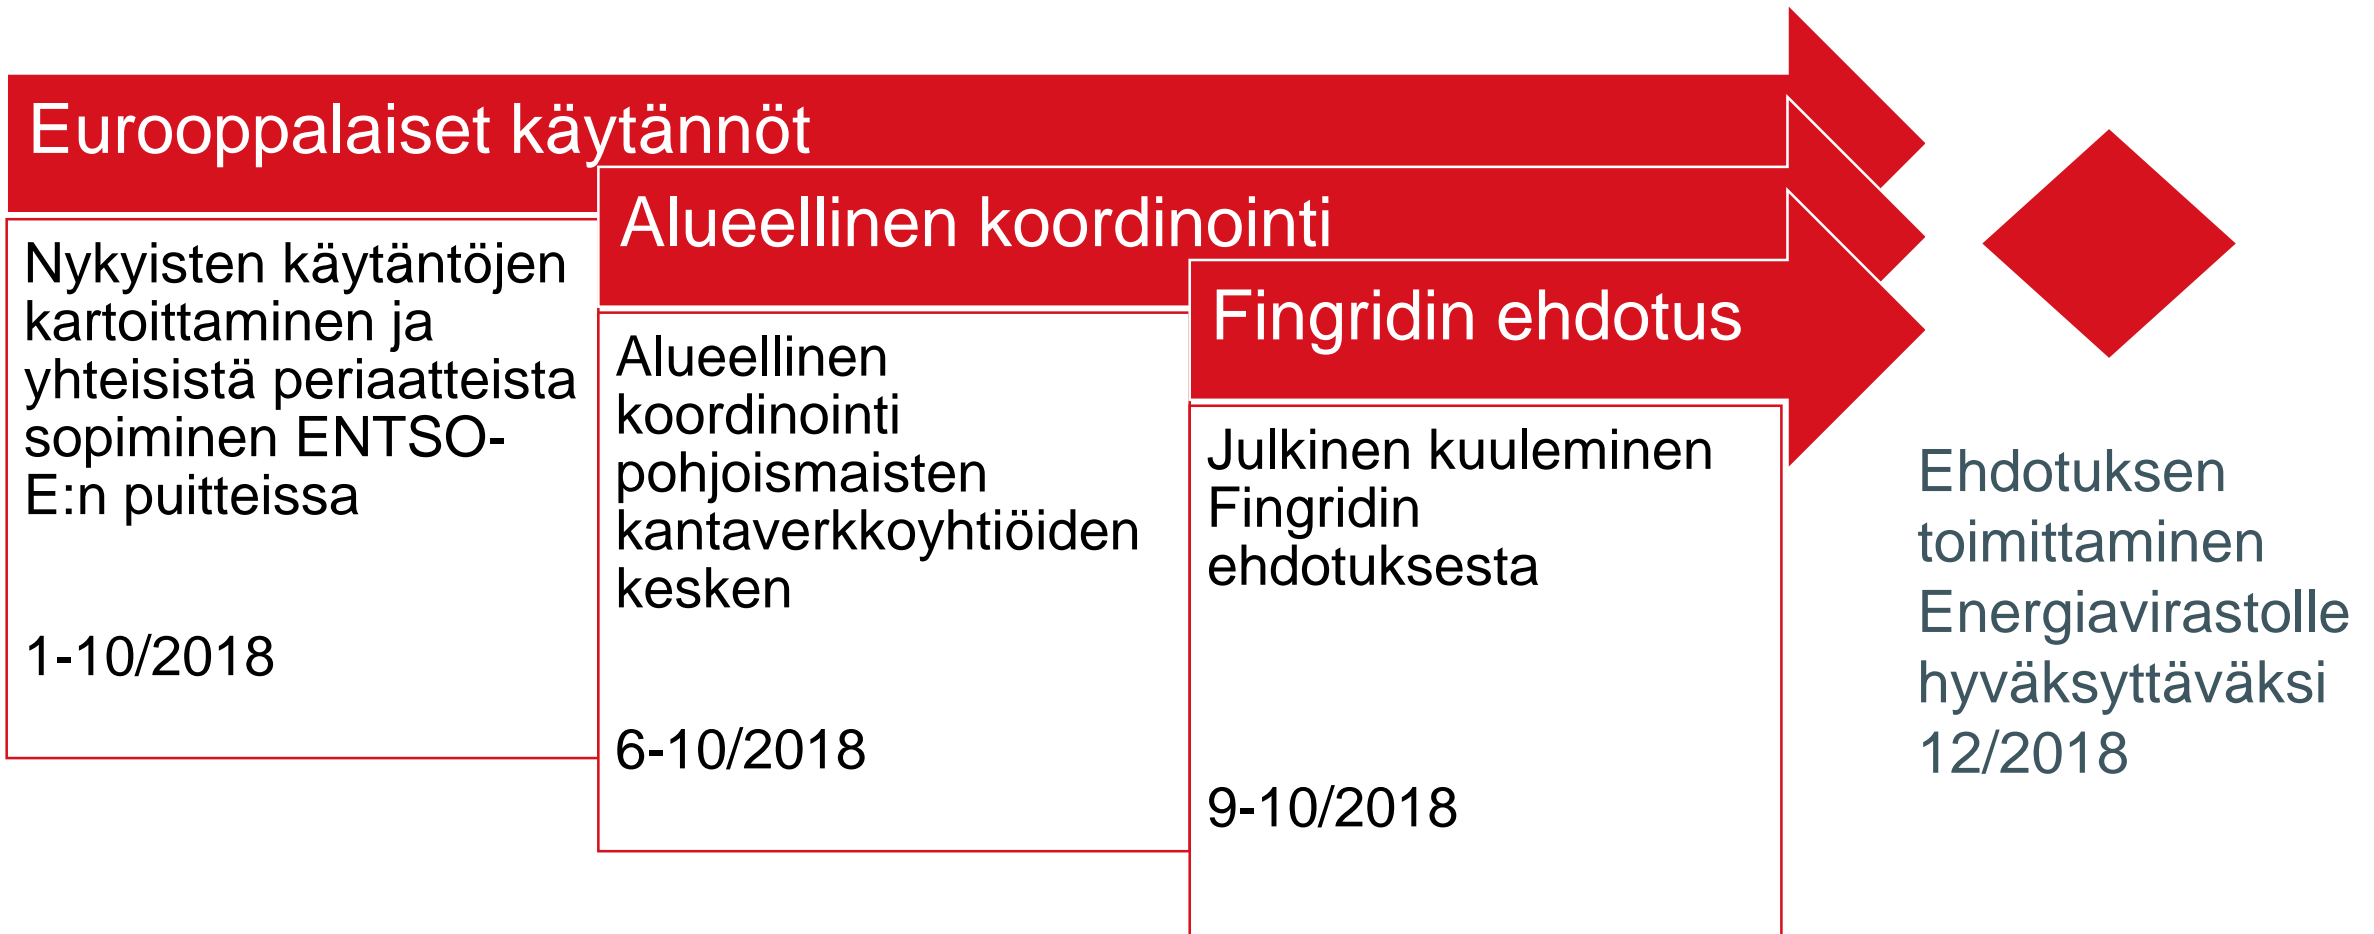 Eurooppalaiset käytännöt
Nykyisten käytäntöjen
kartoittaminen ja
yhteisistä periaatteista
sopiminen ENTSO-
E:n puitteissa
1-10/2018
Alueellinen koordinointi
Alueellinen
koordinointi
pohjoismaisten
kantaverkkoyhtiöiden
kesken
6-10/2018
Fingridin ehdotus
Julkinen kuuleminen
Fingridin
ehdotuksesta
9-10/2018
Ehdotuksen
toimittaminen
Energiavirastolle
hyväksyttäväksi
12/2018